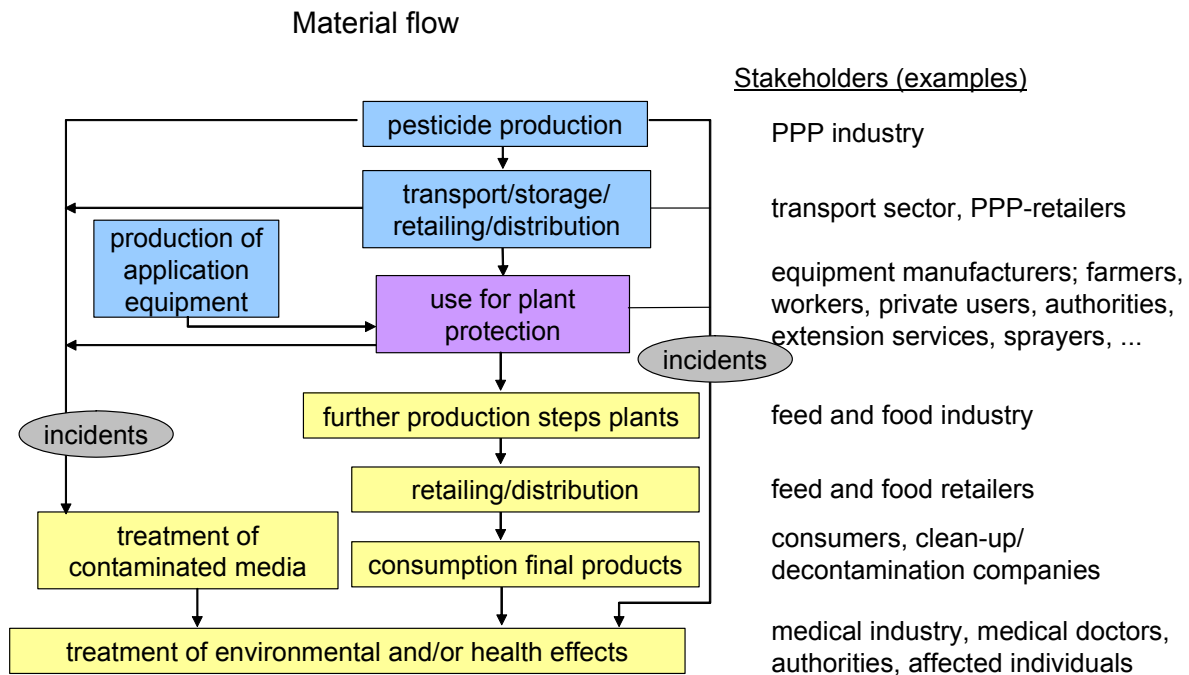 Material flow
Stakeholders (examples)
pesticide production
PPP industry
transport/storage/
retailing/distribution
transport sector, PPP-retailers
production of
application
equipment
use for plant
protection
equipment manufacturers; farmers,
workers, private users, authorities,
extension services, sprayers, ...
incidents
further production steps plants
feed and food industry
incidents
retailing/distribution
feed and food retailers
treatment of
contaminated media
consumption final products
consumers, clean-up/
decontamination companies
treatment of environmental and/or health effects
medical industry, medical doctors,
authorities, affected individuals